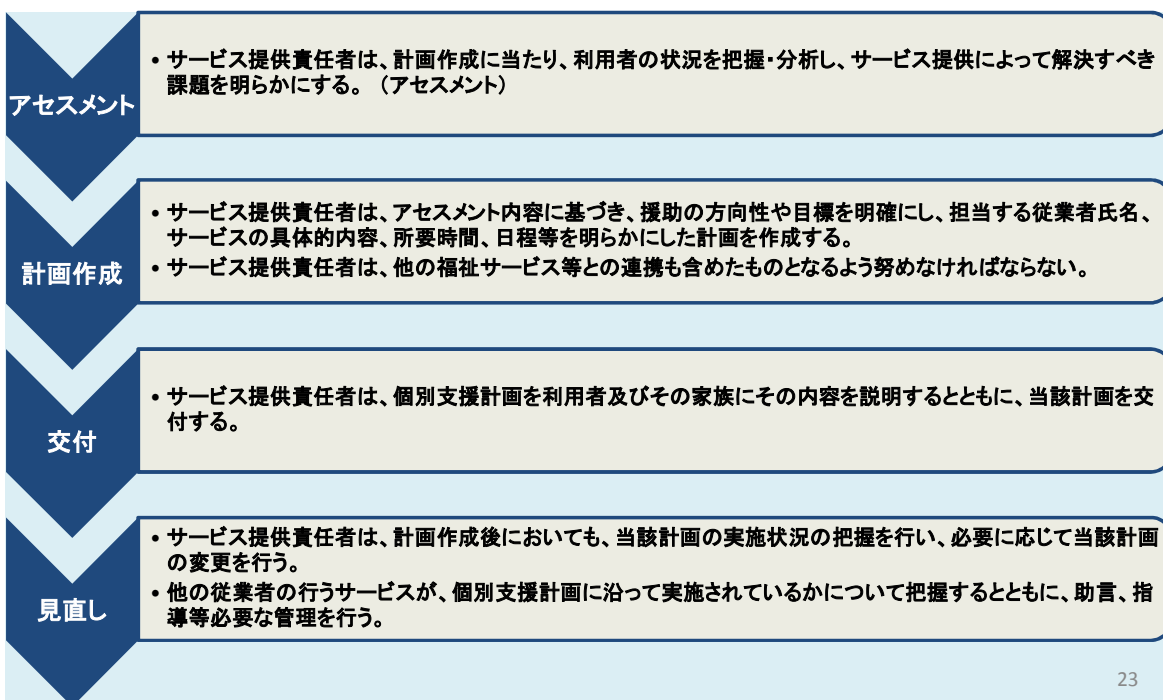 アセスメント
• サービス提供責任者は、計画作成に当たり、利用者の状況を把握・分析し、サービス提供によって解決すべき
課題を明らかにする。（アセスメント）
計画作成
• サービス提供責任者は、アセスメント内容に基づき、援助の方向性や目標を明確にし、担当する従業者氏名、
サービスの具体的内容、所要時間、日程等を明らかにした計画を作成する。
• サービス提供責任者は、他の福祉サービス等との連携も含めたものとなるよう努めなければならない。
交付
• サービス提供責任者は、個別支援計画を利用者及びその家族にその内容を説明するとともに、当該計画を交
付する。
見直し
• サービス提供責任者は、計画作成後においても、当該計画の実施状況の把握を行い、必要に応じて当該計画
の変更を行う。
• 他の従業者の行うサービスが、個別支援計画に沿って実施されているかについて把握するとともに、助言、指
導等必要な管理を行う。
23